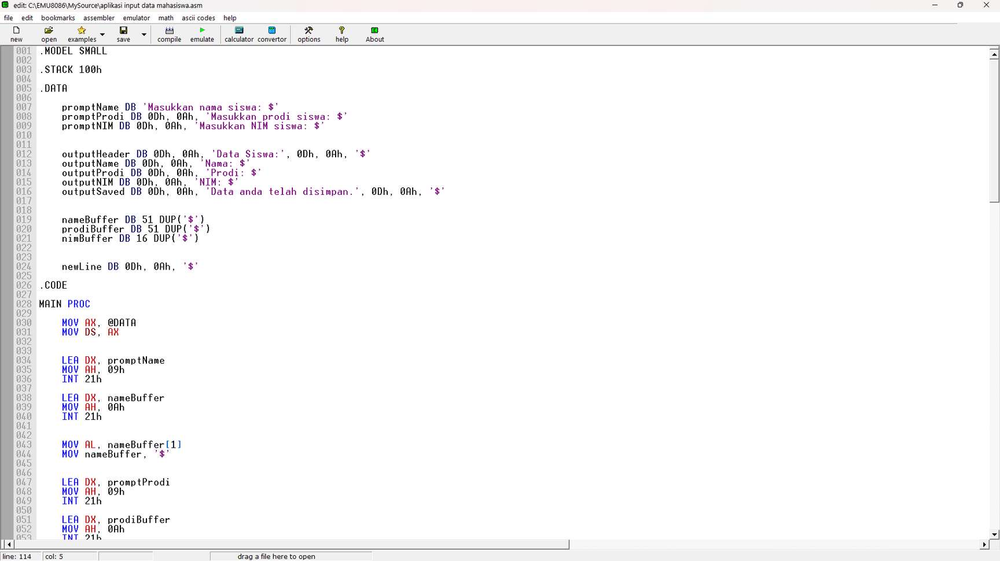 edit: C:\EMU8086\MySource\aplikasi input data mahasiswa.asm
file edit bookmarks assembler emulator math ascii codes help
new open examples save compile emulate calculator convertor options help About
001 .MODEL SMALL
002
003 .STACK 100h
004
005 .DATA
006
007 promptName DB 'Masukkan nama siswa: $'
008 promptProdi DB 0Dh, 0Ah, 'Masukkan prodi siswa: $'
009 promptNIM DB 0Dh, 0Ah, 'Masukkan NIM siswa: $'
010
011
012 outputHeader DB 0Dh, 0Ah, 'Data Siswa:', 0Dh, 0Ah, '$'
013 outputName DB 0Dh, 0Ah, 'Nama: $'
014 outputProdi DB 0Dh, 0Ah, 'Prodi: $'
015 outputNIM DB 0Dh, 0Ah, 'NIM: $'
016 outputSaved DB 0Dh, 0Ah, 'Data anda telah disimpan.', 0Dh, 0Ah, '$'
017
018
019 nameBuffer DB 51 DUP('$')
020 prodiBuffer DB 51 DUP('$')
021 nimBuffer DB 16 DUP('$')
022
023
024 newLine DB 0Dh, 0Ah, '$'
025
026 .CODE
027
028 MAIN PROC
029
030 MOV AX, @DATA
031 MOV DS, AX
032
033
034 LEA DX, promptName
035 MOV AH, 09h
036 INT 21h
037
038 LEA DX, nameBuffer
039 MOV AH, 0Ah
040 INT 21h
041
042
043 MOV AL, nameBuffer[1]
044 MOV nameBuffer, '$'
045
046
047 LEA DX, promptProdi
048 MOV AH, 09h
049 INT 21h
050
051 LEA DX, prodiBuffer
052 MOV AH, 0Ah
053 INT 21h
line: 114 col: 5 drag a file here to open